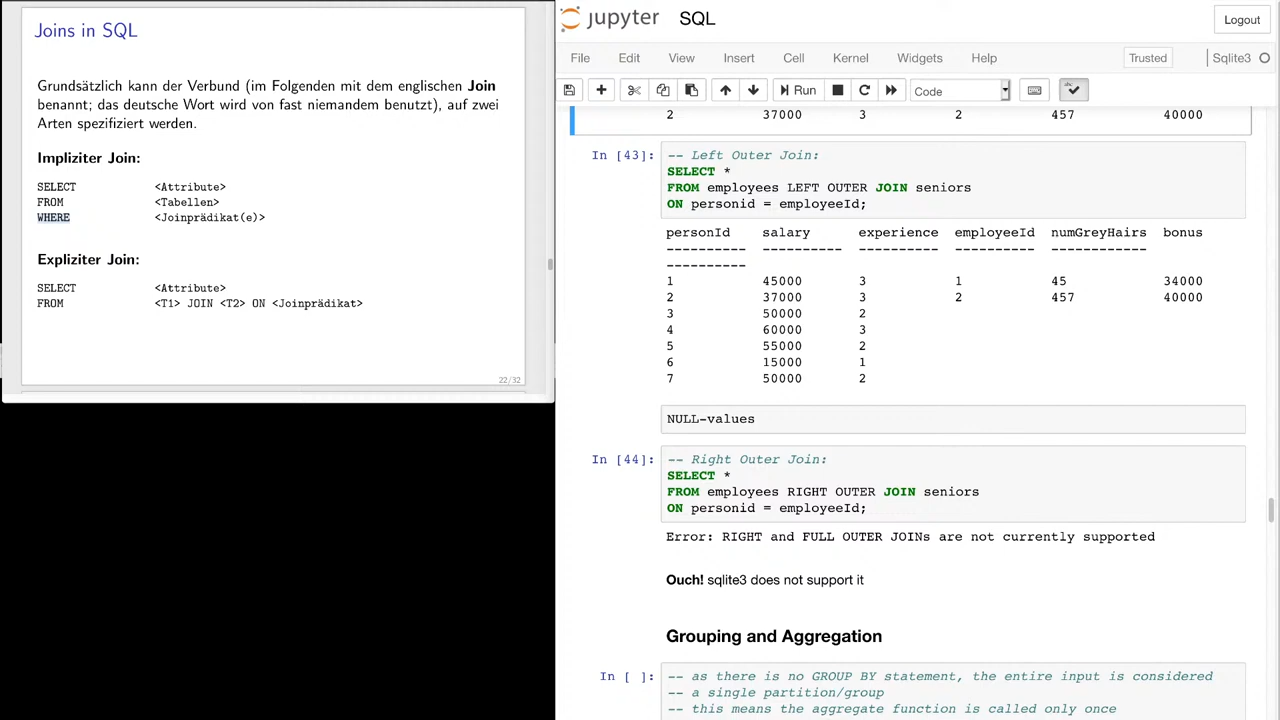 Joins in SQL
Grundsätzlich kann der Verbund (im Folgenden mit dem englischen Join
benannt; das deutsche Wort wird von fast niemandem benutzt), auf zwei
Arten spezifiziert werden.
Impliziter Join:
SELECT <Attribute>
FROM <Tabellen>
WHERE <Joinprädikat(e)>
Expliziter Join:
SELECT <Attribute>
FROM <T1> JOIN <T2> ON <Joinprädikat>
22/32
jupyter SQL
Logout
File Edit View Insert Cell Kernel Widgets Help Trusted Sqlite3
Run Code
2 37000 3 2 457 40000
In [43]: -- Left Outer Join:
SELECT *
FROM employees LEFT OUTER JOIN seniors
ON personid = employeeId;
personId salary experience employeeId numGreyHairs bonus
---------- ---------- ---------- ---------- ------------
----------
1 45000 3 1 45 34000
2 37000 3 2 457 40000
3 50000 2
4 60000 3
5 55000 2
6 15000 1
7 50000 2
NULL-values
In [44]: -- Right Outer Join:
SELECT *
FROM employees RIGHT OUTER JOIN seniors
ON personid = employeeId;
Error: RIGHT and FULL OUTER JOINs are not currently supported
Ouch! sqlite3 does not support it
Grouping and Aggregation
In [ ]: -- as there is no GROUP BY statement, the entire input is considered
-- a single partition/group
-- this means the aggregate function is called only once